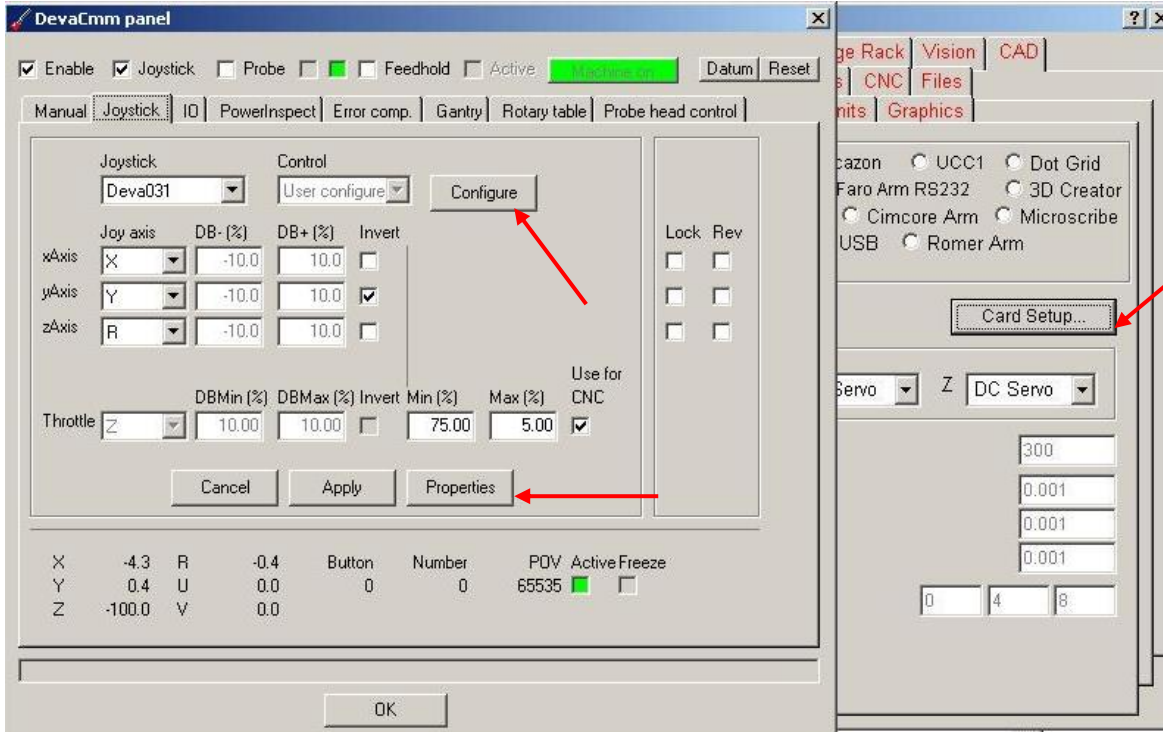 DevaCmm panel
Enable Joystick Probe Feedhold Active Machine on Datum Reset
Manual Joystick IO PowerInspect Error comp. Gantry Rotary table Probe head control
Joystick Control
Deva031 User configure Configure
Joy axis DB- (%) DB+ (%) Invert Lock Rev
xAxis X -10.0 10.0
yAxis Y -10.0 10.0
zAxis R -10.0 10.0
Use for
DBMin (%) DBMax (%) Invert Min (%) Max (%) CNC
Throttle Z 10.00 10.00 75.00 5.00
Cancel Apply Properties
X -4.3 R -0.4 Button Number POV Active Freeze
Y 0.4 U 0.0 0 0 65535
Z -100.0 V 0.0
OK
Rack Vision CAD
CNC Files
Graphics
UCC1 Dot Grid
Faro Arm RS232 3D Creator
Cimcore Arm Microscribe
USB Romer Arm
Card Setup...
Servo Z DC Servo
300
0.001
0.001
0.001
0 4 8